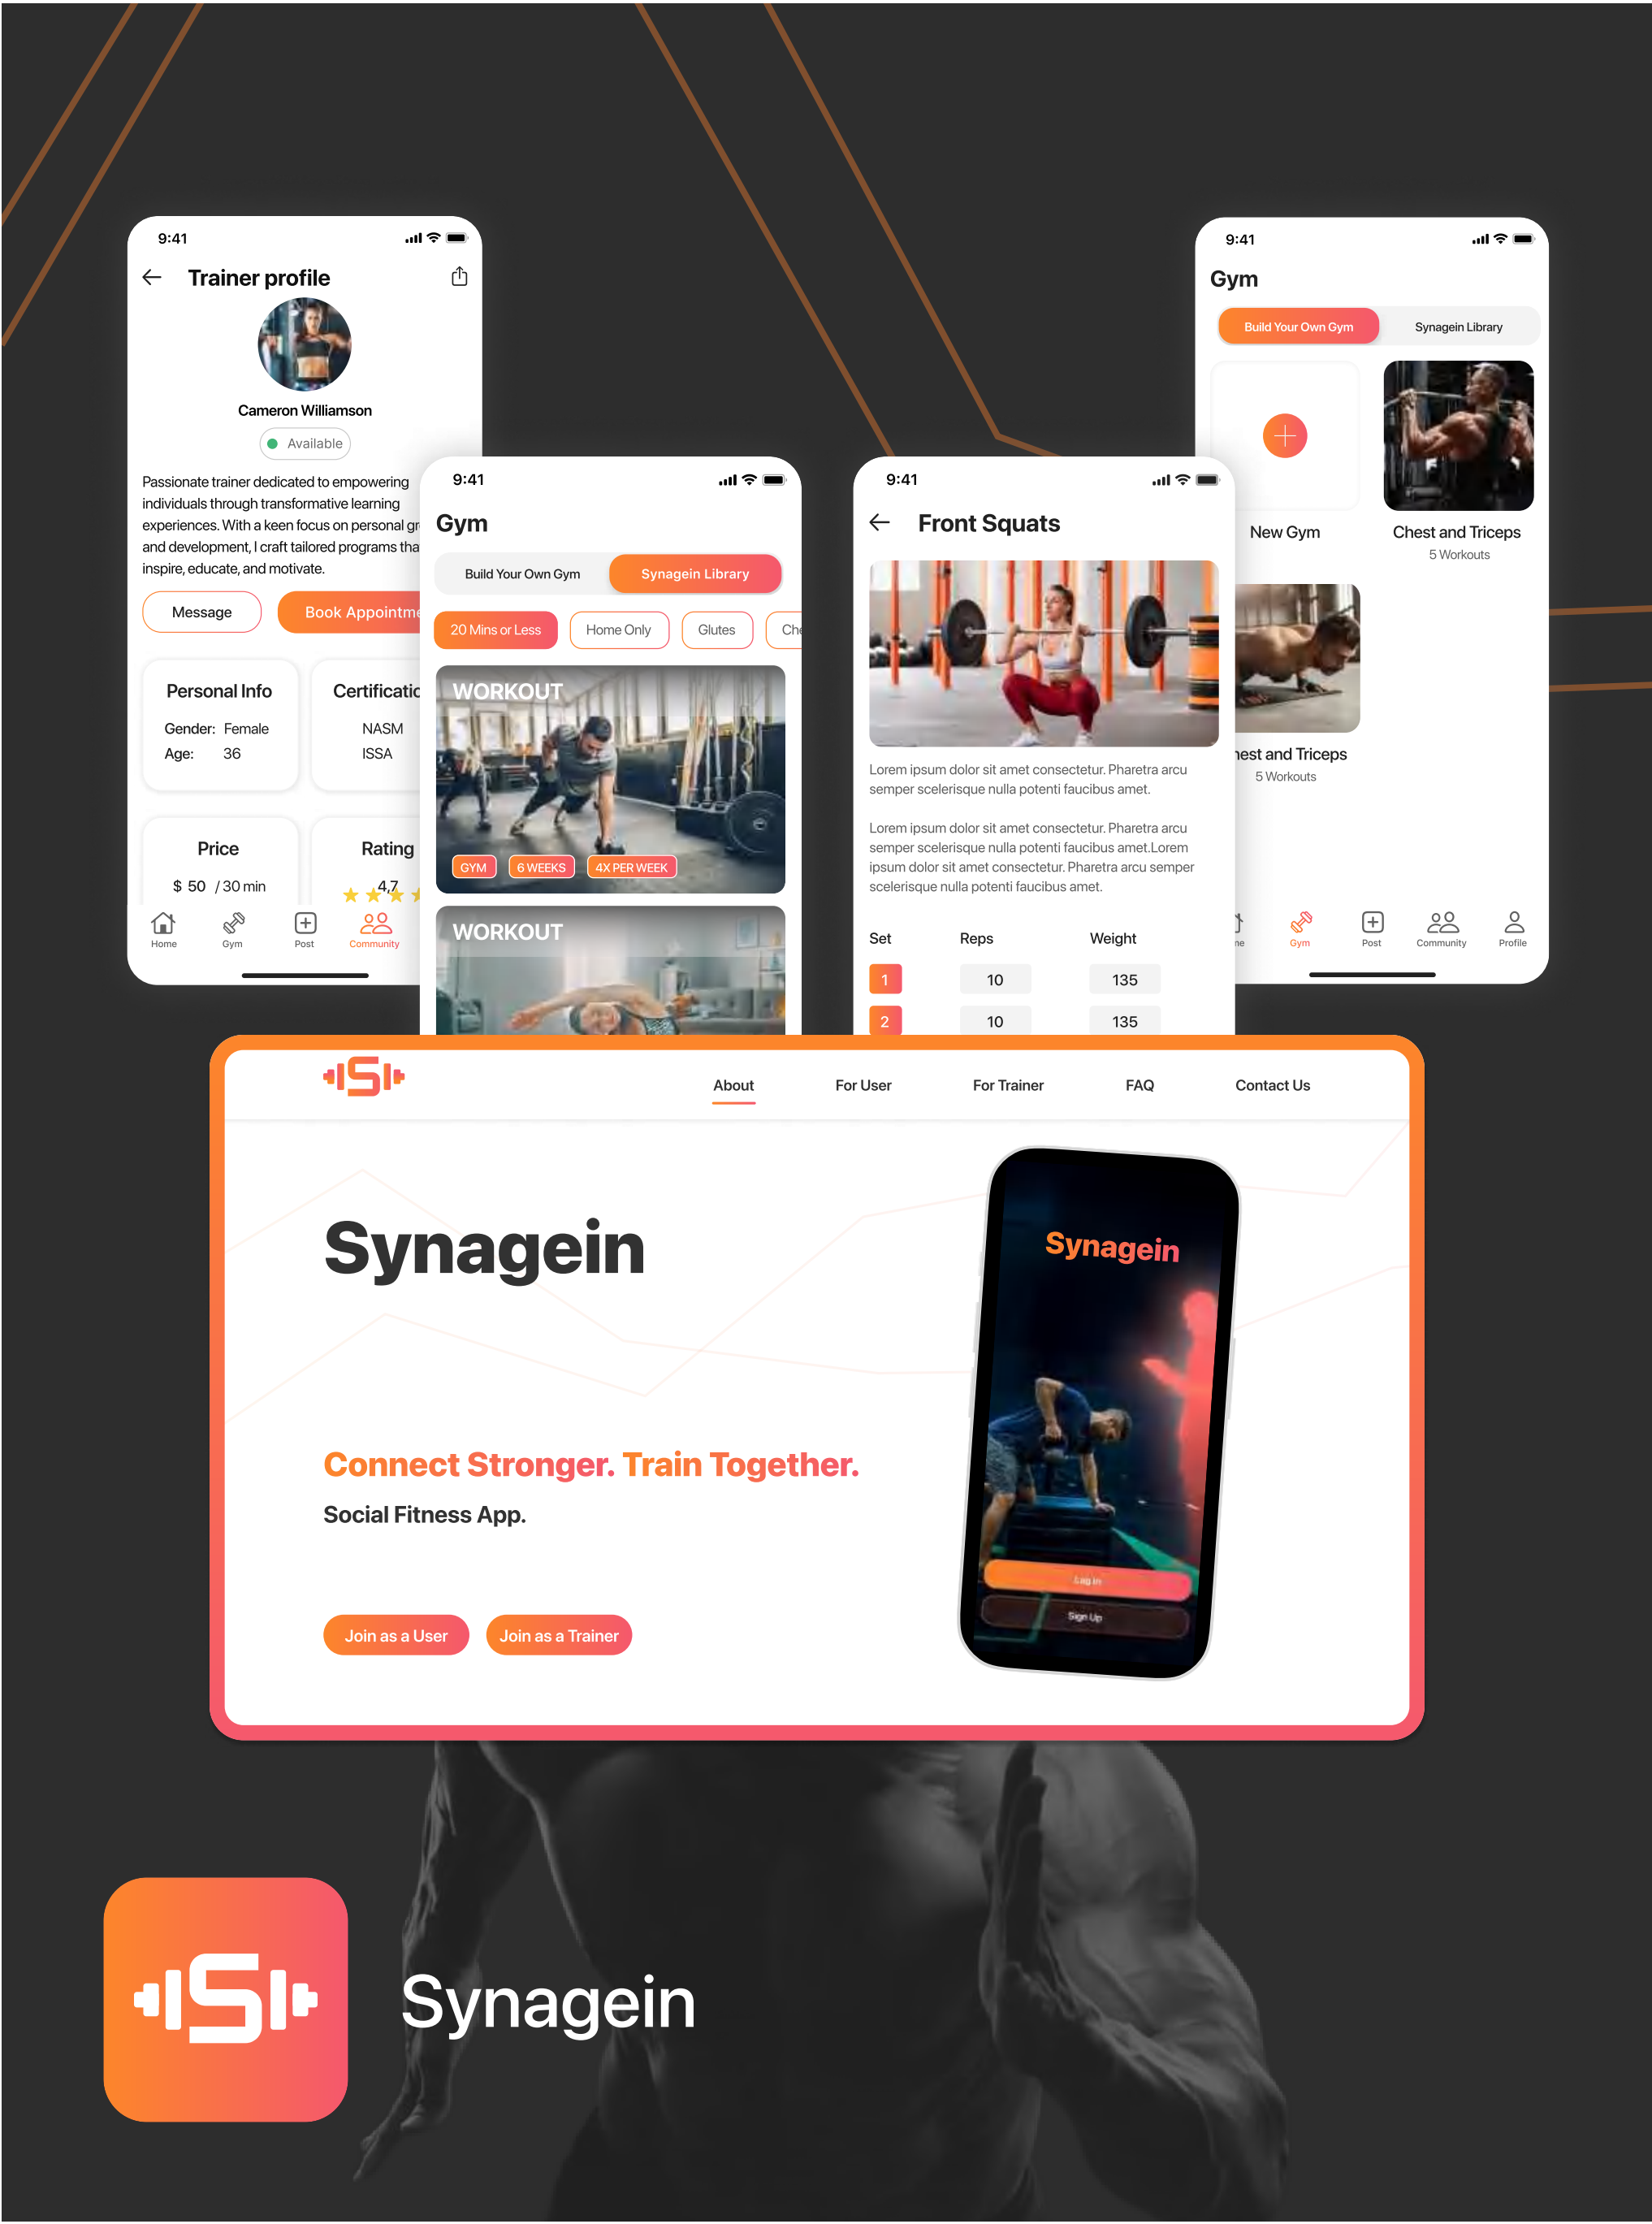 9:41
Trainer profile
Cameron Williamson
Available
Passionate trainer dedicated to empowering
individuals through transformative learning
experiences. With a keen focus on personal
and development, I craft tailored programs
inspire, educate, and motivate.
Message
Book
Personal Info
Gender: Female
Age: 36
NASM
ISSA
Price
$ 50 / 30 min
Rating
4,7
Home
Gym
Post
Community
9:41
Gym
Build Your Own Gym
Synagein Library
20 Mins or Less
Home Only
Glutes
WORKOUT
GYM
6 WEEKS
4X PER WEEK
WORKOUT
9:41
Front Squats
Lorem ipsum dolor sit amet consectetur. Pharetra arcu
semper scelerisque nulla potenti faucibus amet.
Lorem ipsum dolor sit amet consectetur. Pharetra arcu
semper scelerisque nulla potenti faucibus amet.Lorem
ipsum dolor sit amet consectetur. Pharetra arcu semper
scelerisque nulla potenti faucibus amet.
Set Reps Weight
1 10 135
2 10 135
9:41
Gym
Build Your Own Gym
Synagein Library
New Gym
Chest and Triceps
5 Workouts
and Triceps
5 Workouts
Gym
Post
Community
Profile
S
About
For User
For Trainer
FAQ
Contact Us
Synagein
Connect Stronger. Train Together.
Social Fitness App.
Join as a User
Join as a Trainer
Synagein
Log in
Sign Up
S
Synagein